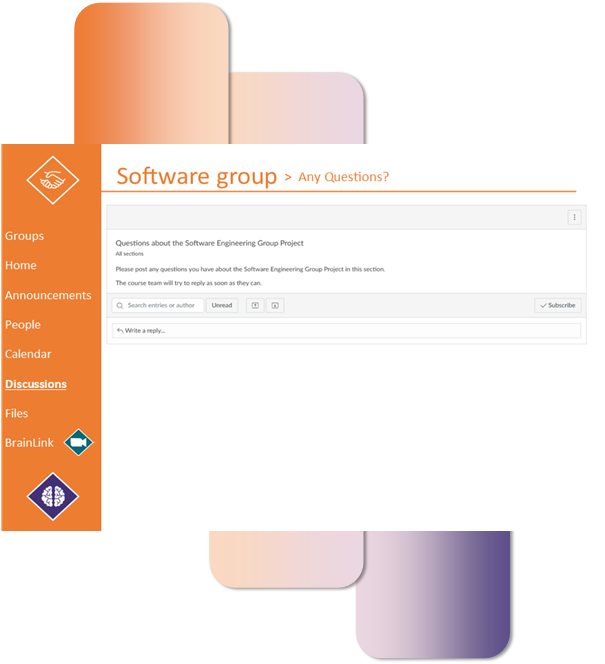 Software group > Any Questions?
Groups
Home
Announcements
People
Calendar
Discussions
Files
BrainLink
Questions about the Software Engineering Group Project
All sections
Please post any questions you have about the Software Engineering Group Project in this section.
The course team will try to reply as soon as they can.
Search entries or author Unread Subscribe
Write a reply...